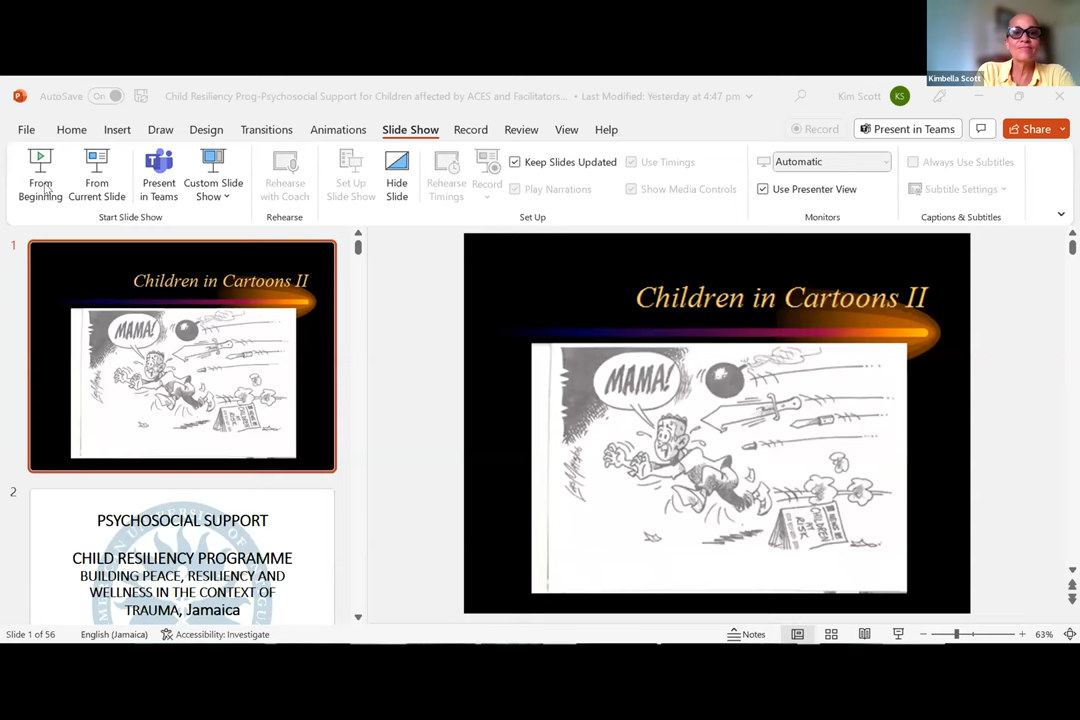 Kimbella Scott
AutoSave On
Child Resiliency Prog-Psychosocial Support for Children affected by ACES and Facilitators... • Last Modified: Yesterday at 4:47 pm
Kim Scott KS
File Home Insert Draw Design Transitions Animations Slide Show Record Review View Help
Record Present in Teams Share
From Beginning
From Current Slide
Present in Teams
Custom Slide Show
Start Slide Show
Rehearse with Coach
Rehearse
Set Up Slide Show
Hide Slide
Rehearse Timings
Record
Keep Slides Updated
Play Narrations
Use Timings
Show Media Controls
Set Up
Automatic
Use Presenter View
Monitors
Always Use Subtitles
Subtitle Settings
Captions & Subtitles
1
Children in Cartoons II
MAMA!
2
PSYCHOSOCIAL SUPPORT
CHILD RESILIENCY PROGRAMME
BUILDING PEACE, RESILIENCY AND
WELLNESS IN THE CONTEXT OF
TRAUMA, Jamaica
Children in Cartoons II
MAMA!
NEWS
CHILDREN
AT
RISK
Slide 1 of 56 English (Jamaica) Accessibility: Investigate
Notes 63%